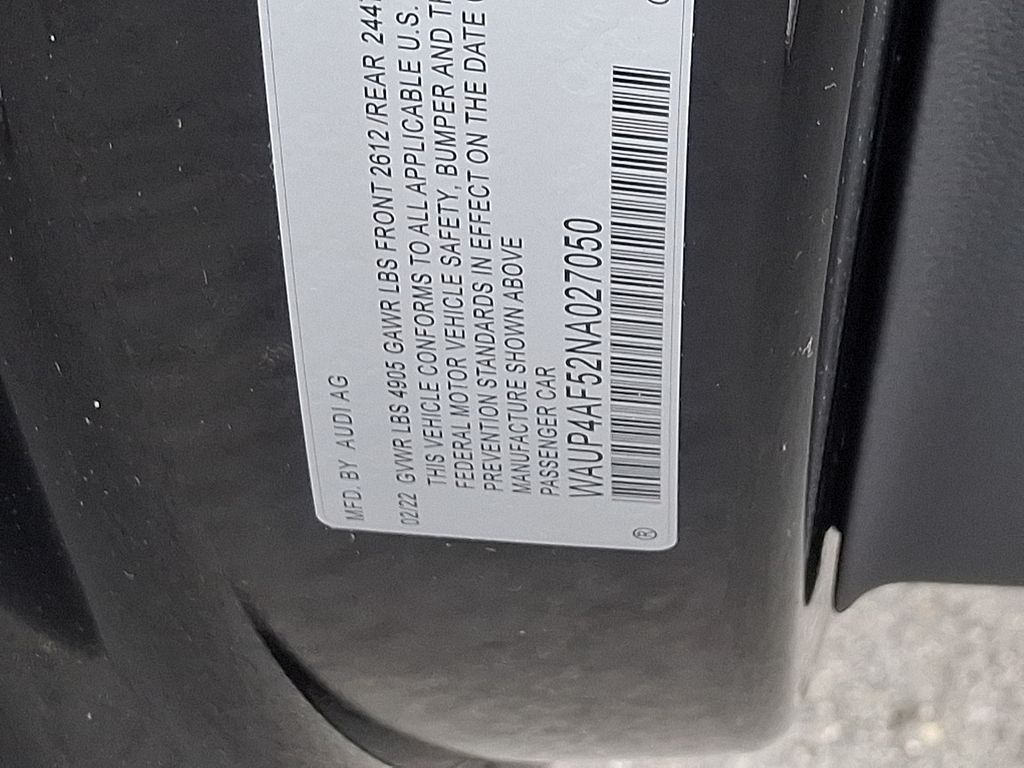 MFD. BY AUDI AG
02/22 GVWR LBS 4905 GAWR LBS FRONT 2612 /REAR 244
THIS VEHICLE CONFORMS TO ALL APPLICABLE U.S.
FEDERAL MOTOR VEHICLE SAFETY, BUMPER AND
PREVENTION STANDARDS IN EFFECT ON THE DATE
MANUFACTURE SHOWN ABOVE
PASSENGER CAR
WAUP4AF52NA027050
®